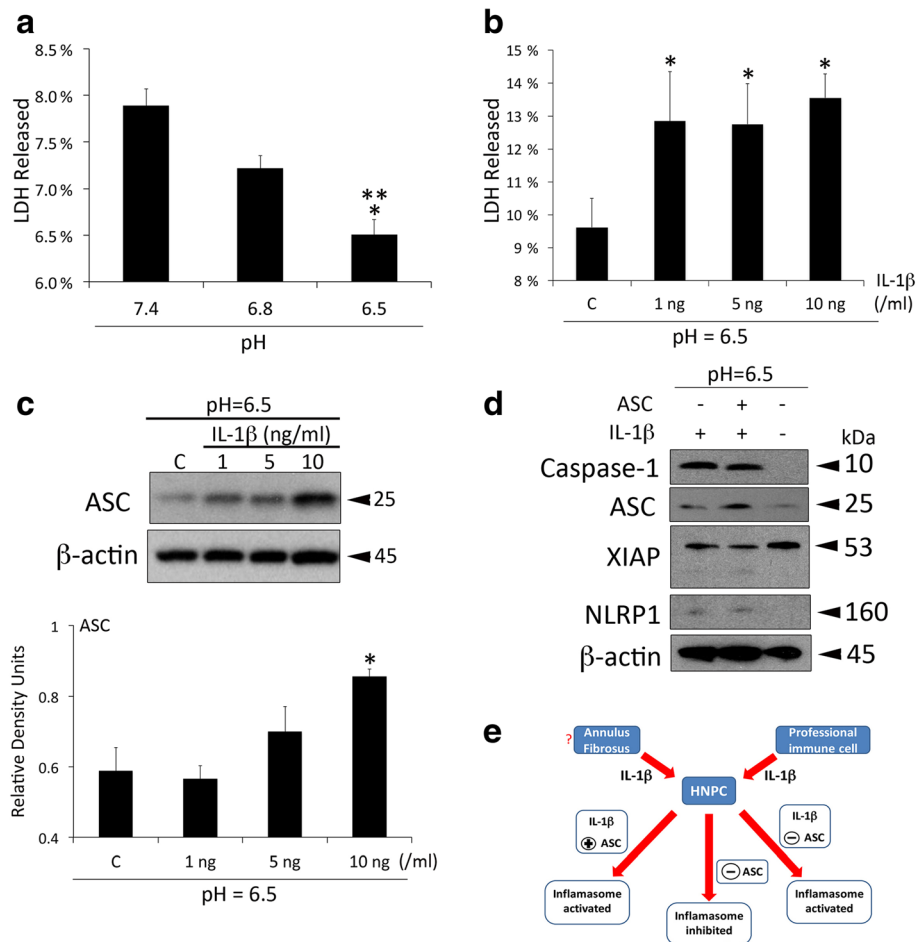 a
8.5 %
8.0 %
7.5 %
7.0 %
6.5 %
6.0 %
LDH Released
**
*
7.4 6.8 6.5
pH
b
15 %
14 %
13 %
12 %
11 %
10 %
9 %
8 %
LDH Released
* * *
C 1 ng 5 ng 10 ng
IL-1β
(/ml)
pH = 6.5
c
pH=6.5
IL-1β (ng/ml)
C 1 5 10
ASC 25
β-actin 45
ASC
1
0.8
0.6
0.4
Relative Density Units
*
C 1 ng 5 ng 10 ng (/ml)
pH = 6.5
d
pH=6.5
ASC - + -
IL-1β + + -
kDa
Caspase-1 10
ASC 25
XIAP 53
NLRP1 160
β-actin 45
e
? Annulus
Fibrosus
Professional
immune cell
IL-1β IL-1β
HNPC
IL-1β
+ ASC
− ASC
IL-1β
− ASC
Inflamasome
activated
Inflamasome
inhibited
Inflamasome
activated